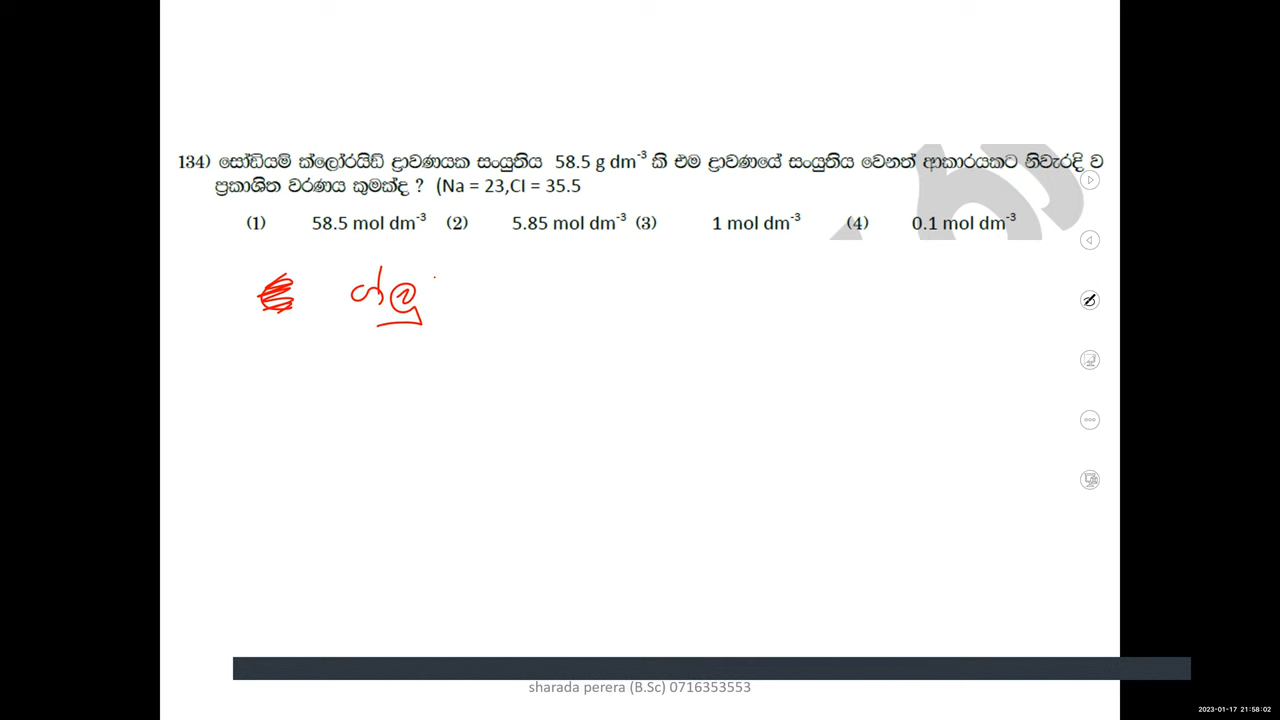 134) සෝඩියම් ක්ලෝරයිඩ් ද්‍රාවණයක සංයුතිය 58.5 g dm⁻³ කි එම ද්‍රාවණයේ සංයුතිය වෙනත් ආකාරයකට නිවැරදි ව
ප්‍රකාශිත වරණය කුමක්ද ? (Na = 23,Cl = 35.5
(1) 58.5 mol dm⁻³ (2) 5.85 mol dm⁻³ (3) 1 mol dm⁻³ (4) 0.1 mol dm⁻³
ග්ලු
sharada perera (B.Sc) 0716353553
2023-01-17 21:58:02